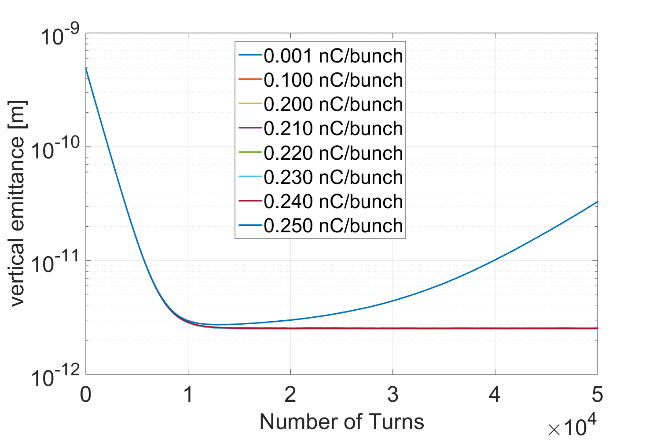 10^-9
10^-10
10^-11
10^-12
vertical emittance [m]
0.001 nC/bunch
0.100 nC/bunch
0.200 nC/bunch
0.210 nC/bunch
0.220 nC/bunch
0.230 nC/bunch
0.240 nC/bunch
0.250 nC/bunch
0 1 2 3 4 5
Number of Turns
×10^4